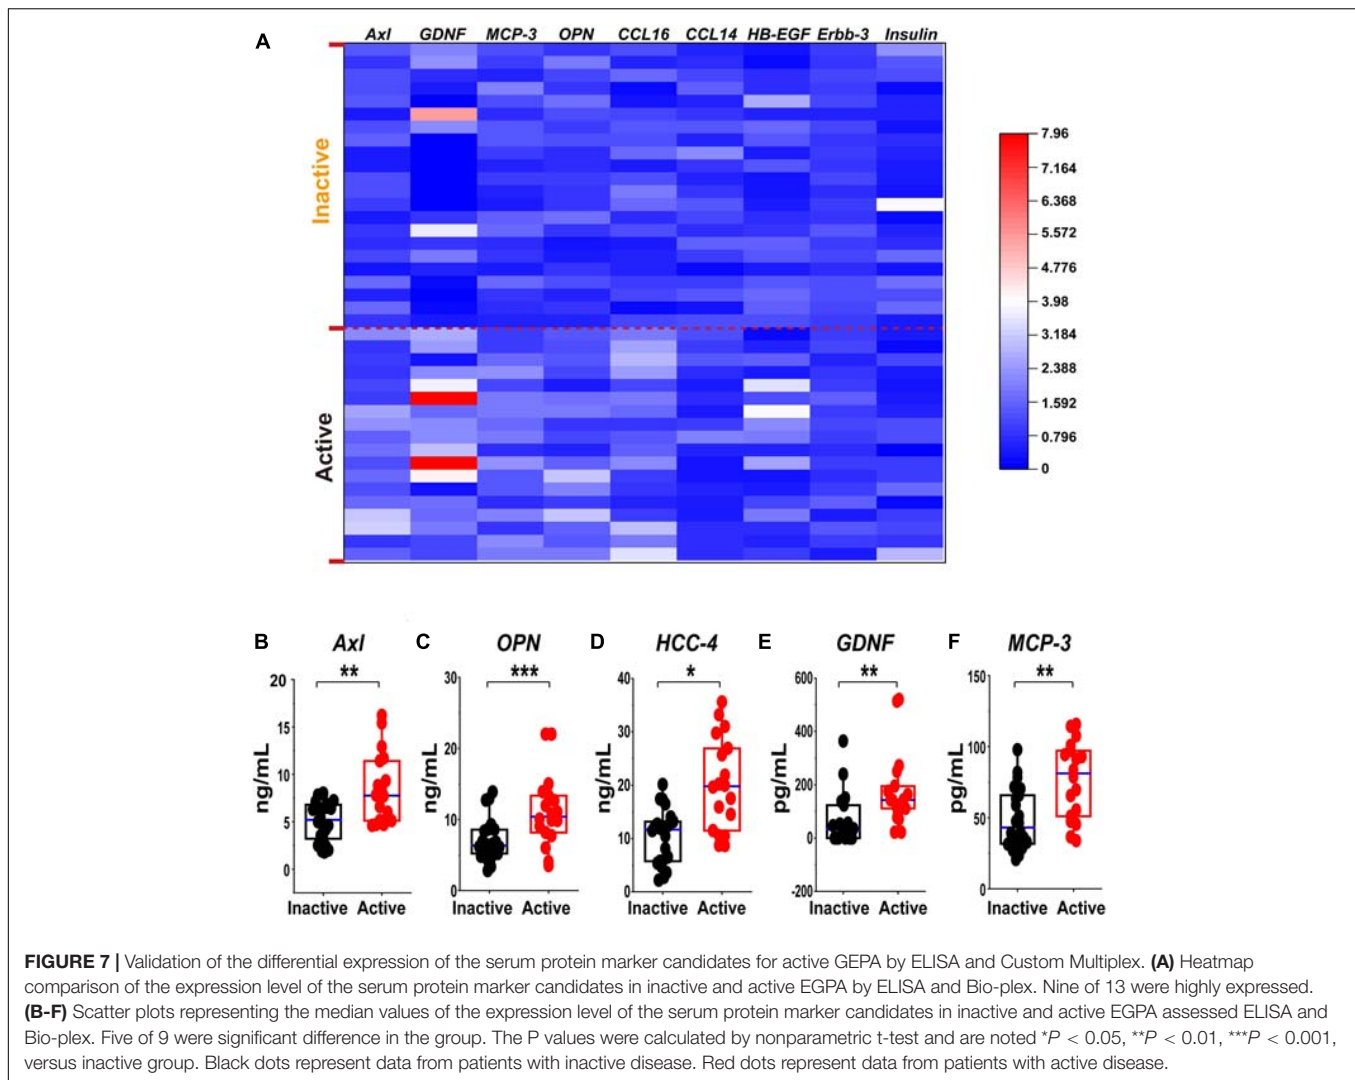 A
Axl GDNF MCP-3 OPN CCL16 CCL14 HB-EGF Erbb-3 Insulin
Inactive
Active
7.96
7.164
6.368
5.572
4.776
3.98
3.184
2.388
1.592
0.796
0
B Axl
**
ng/mL
20
15
10
5
0
Inactive Active
C OPN
***
ng/mL
30
20
10
0
Inactive Active
D HCC-4
*
ng/mL
40
30
20
10
0
Inactive Active
E GDNF
**
pg/mL
600
400
200
0
-200
Inactive Active
F MCP-3
**
pg/mL
150
100
50
0
Inactive Active
FIGURE 7 | Validation of the differential expression of the serum protein marker candidates for active GEPA by ELISA and Custom Multiplex. (A) Heatmap
comparison of the expression level of the serum protein marker candidates in inactive and active EGPA by ELISA and Bio-plex. Nine of 13 were highly expressed.
(B-F) Scatter plots representing the median values of the expression level of the serum protein marker candidates in inactive and active EGPA assessed ELISA and
Bio-plex. Five of 9 were significant difference in the group. The P values were calculated by nonparametric t-test and are noted *P < 0.05, **P < 0.01, ***P < 0.001,
versus inactive group. Black dots represent data from patients with inactive disease. Red dots represent data from patients with active disease.